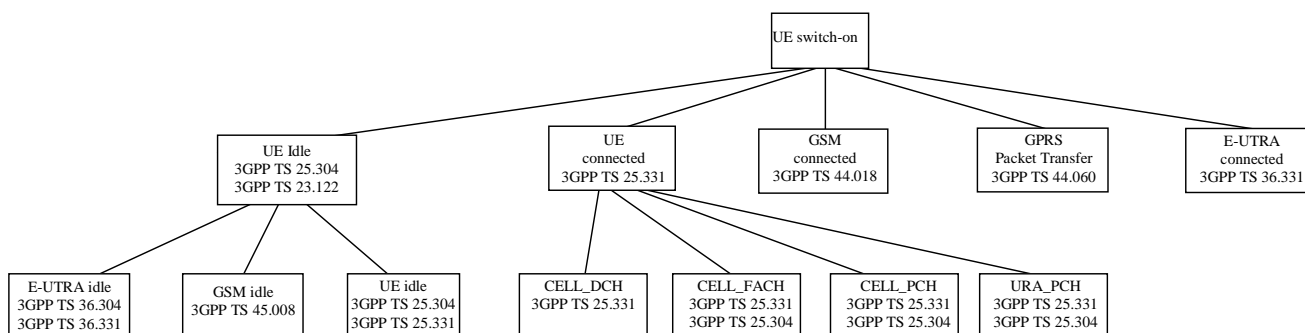 UE switch-on
UE Idle
3GPP TS 25.304
3GPP TS 23.122
UE
connected
3GPP TS 25.331
GSM
connected
3GPP TS 44.018
GPRS
Packet Transfer
3GPP TS 44.060
E-UTRA
connected
3GPP TS 36.331
E-UTRA idle
3GPP TS 36.304
3GPP TS 36.331
GSM idle
3GPP TS 45.008
UE idle
3GPP TS 25.304
3GPP TS 25.331
CELL_DCH
3GPP TS 25.331
CELL_FACH
3GPP TS 25.331
3GPP TS 25.304
CELL_PCH
3GPP TS 25.331
3GPP TS 25.304
URA_PCH
3GPP TS 25.331
3GPP TS 25.304